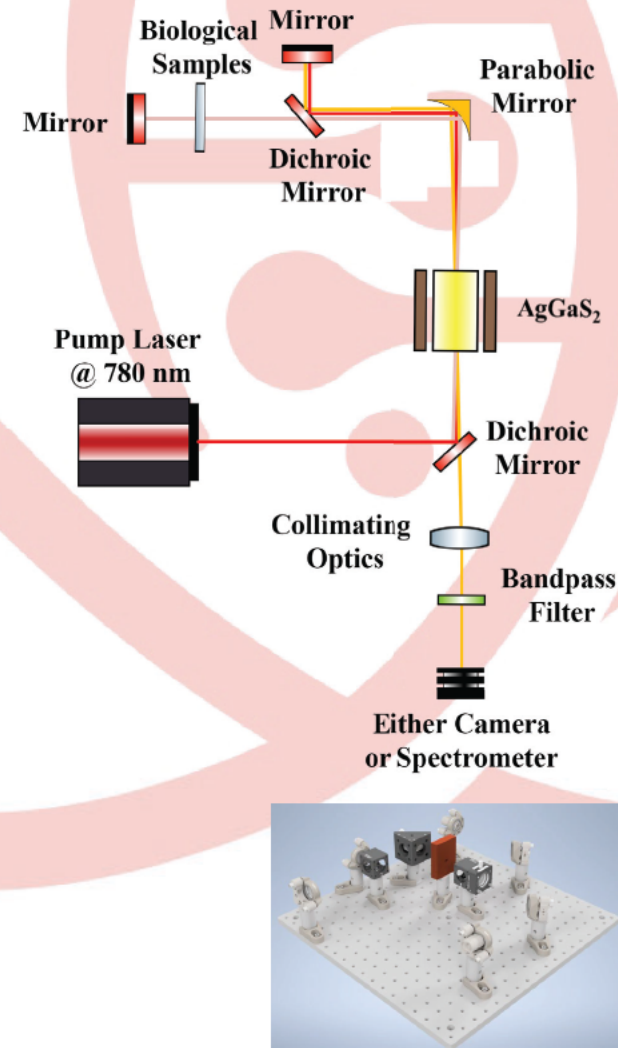 Mirror
Biological
Samples
Parabolic
Mirror
Mirror
Dichroic
Mirror
AgGaS₂
Pump Laser
@ 780 nm
Dichroic
Mirror
Collimating
Optics
Bandpass
Filter
Either Camera
or Spectrometer